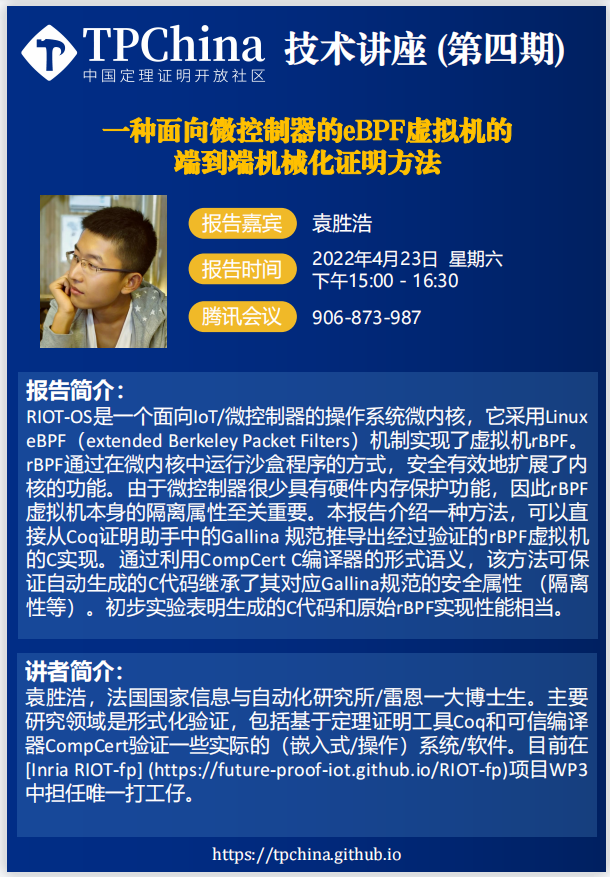 TPChina 技术讲座 (第四期)
中国定理证明开放社区
一种面向微控制器的eBPF虚拟机的
端到端机械化证明方法
报告嘉宾 袁胜浩
报告时间 2022年4月23日 星期六
下午15:00 - 16:30
腾讯会议 906-873-987
报告简介：
RIOT-OS是一个面向IoT/微控制器的操作系统微内核，它采用Linux
eBPF（extended Berkeley Packet Filters）机制实现了虚拟机rBPF。
rBPF通过在微内核中运行沙盒程序的方式，安全有效地扩展了内
核的功能。由于微控制器很少具有硬件内存保护功能，因此rBPF
虚拟机本身的隔离属性至关重要。本报告介绍一种方法，可以直
接从Coq证明助手中的Gallina 规范推导出经过验证的rBPF虚拟机
的C实现。通过利用CompCert C编译器的形式语义，该方法可保
证自动生成的C代码继承了其对应Gallina规范的安全属性 （隔离
性等）。初步实验表明生成的C代码和原始rBPF实现性能相当。
讲者简介：
袁胜浩，法国国家信息与自动化研究所/雷恩一大博士生。主要
研究领域是形式化验证，包括基于定理证明工具Coq和可信编译
器CompCert验证一些实际的（嵌入式/操作）系统/软件。目前在
[Inria RIOT-fp] (https://future-proof-iot.github.io/RIOT-fp)项目WP3
中担任唯一打工仔。
https://tpchina.github.io